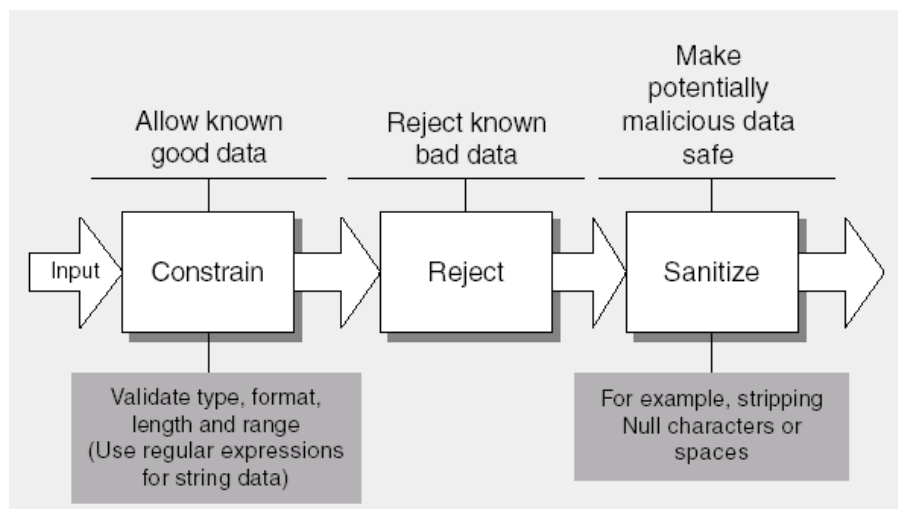 Allow known
good data
Reject known
bad data
Make
potentially
malicious data
safe
Input
Constrain
Reject
Sanitize
Validate type, format,
length and range
(Use regular expressions
for string data)
For example, stripping
Null characters or
spaces